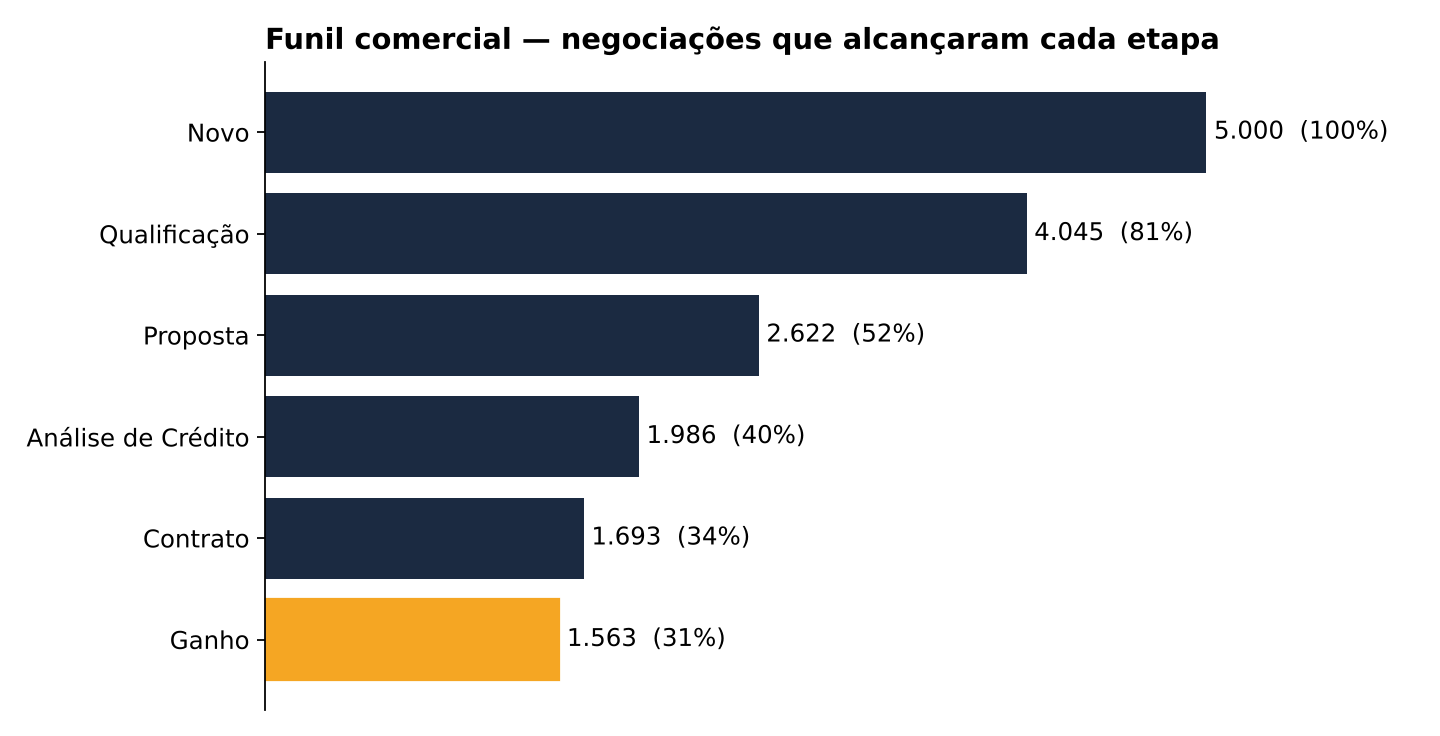 Funil comercial — negociações que alcançaram cada etapa
Novo 5.000 (100%)
Qualificação 4.045 (81%)
Proposta 2.622 (52%)
Análise de Crédito 1.986 (40%)
Contrato 1.693 (34%)
Ganho 1.563 (31%)